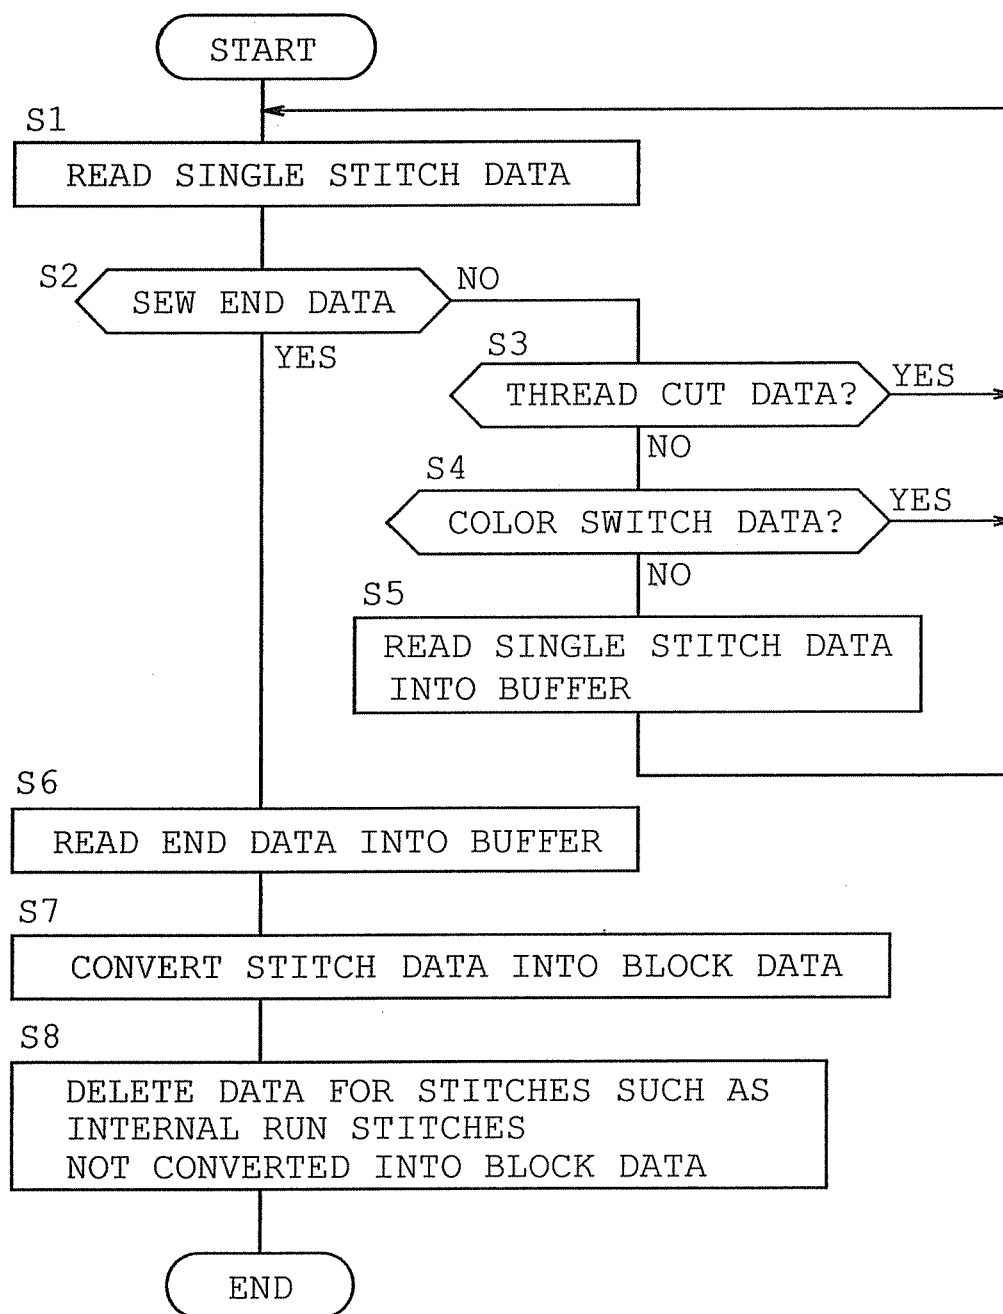 START
S1
READ SINGLE STITCH DATA
S2
SEW END DATA
NO
YES
S3
THREAD CUT DATA?
YES
NO
S4
COLOR SWITCH DATA?
YES
NO
S5
READ SINGLE STITCH DATA
INTO BUFFER
S6
READ END DATA INTO BUFFER
S7
CONVERT STITCH DATA INTO BLOCK DATA
S8
DELETE DATA FOR STITCHES SUCH AS
INTERNAL RUN STITCHES
NOT CONVERTED INTO BLOCK DATA
END